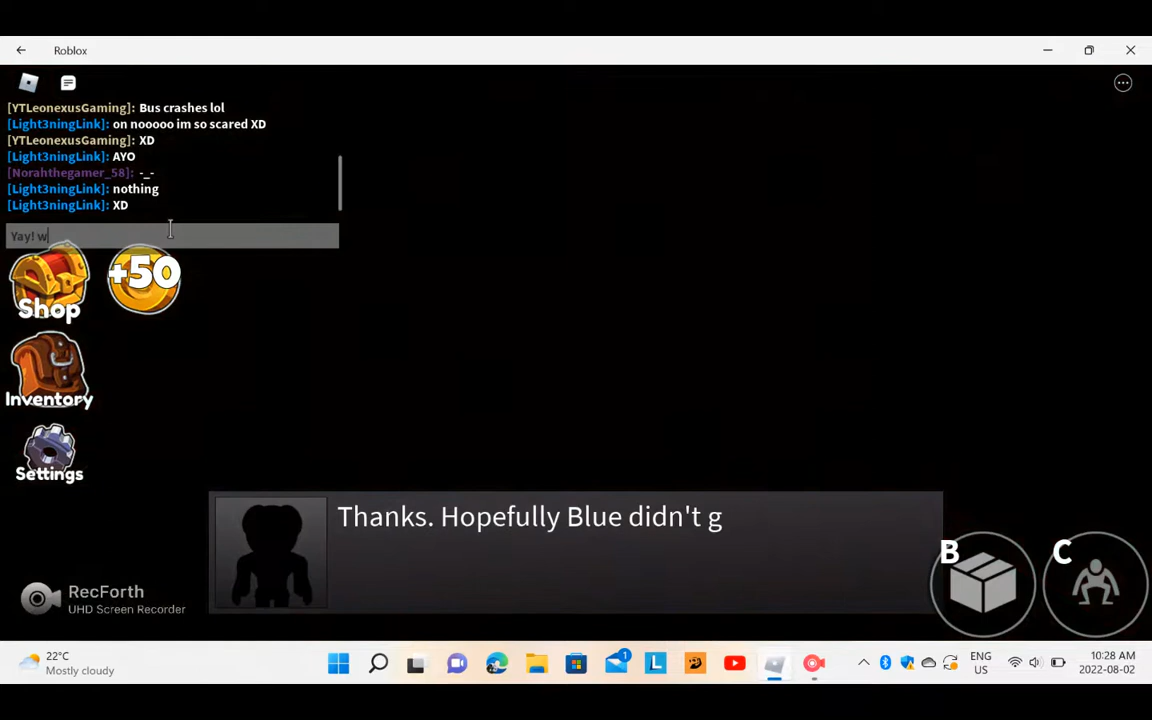 Roblox
[YTLeonexusGaming]: Bus crashes lol
[Light3ningLink]: on nooooo im so scared XD
[YTLeonexusGaming]: XD
[Light3ningLink]: AYO
[Norahthegamer_58]: -_-
[Light3ningLink]: nothing
[Light3ningLink]: XD
Yay! w
+50
Shop
Inventory
Settings
Thanks. Hopefully Blue didn't g
B
C
RecForth
UHD Screen Recorder
22°C
Mostly cloudy
1
L
ENG
US
10:28 AM
2022-08-02